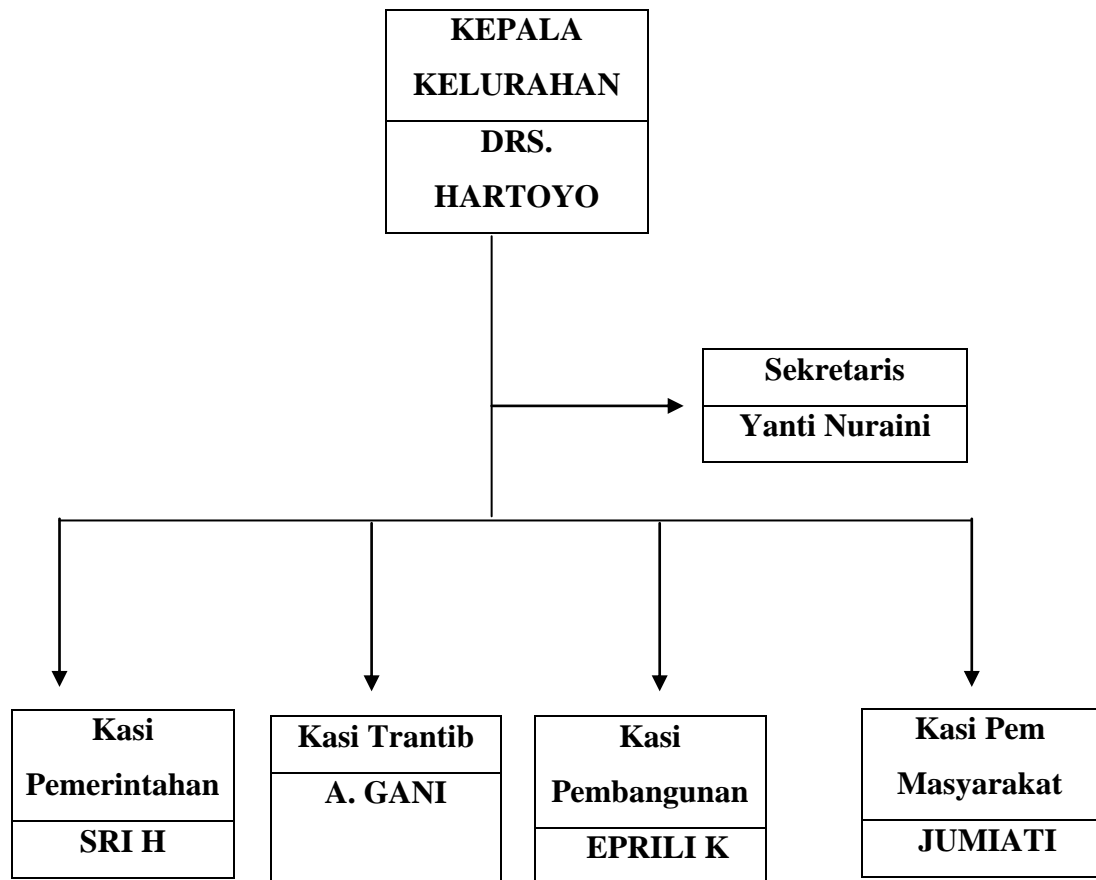 KEPALA
KELURAHAN
DRS.
HARTOYO
Sekretaris
Yanti Nuraini
Kasi
Pemerintahan
SRI H
Kasi Trantib
A. GANI
Kasi
Pembangunan
EPRILI K
Kasi Pem
Masyarakat
JUMIATI